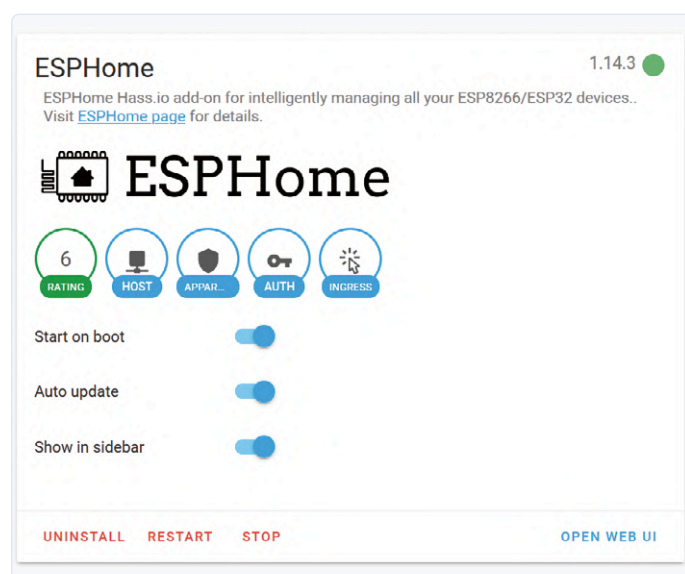 ESPHome
1.14.3
ESPHome Hass.io add-on for intelligently managing all your ESP8266/ESP32 devices..
Visit ESPHome page for details.
ESPHome
6
RATING HOST APPAR... AUTH INGRESS
Start on boot
Auto update
Show in sidebar
UNINSTALL RESTART STOP OPEN WEB UI